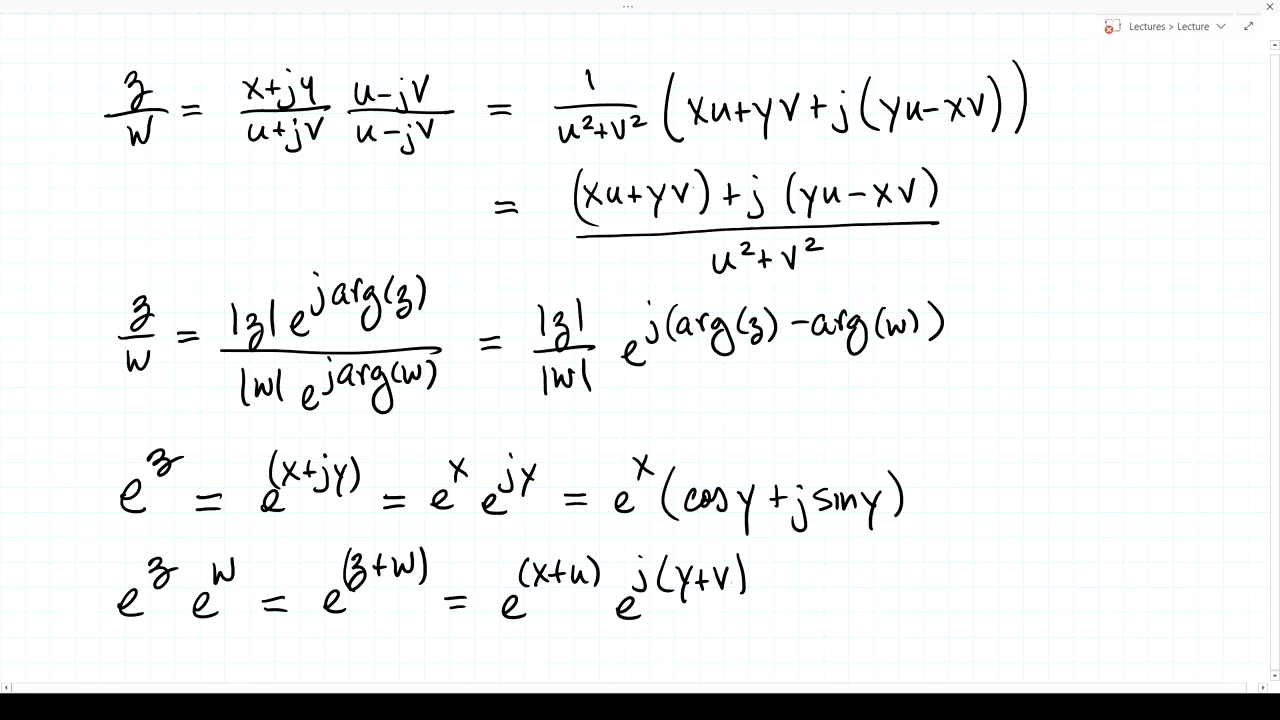 Lectures > Lecture
z/w = (x+jy)/(u+jv) (u-jv)/(u-jv) = 1/(u²+v²) (xu+yv+j(yu-xv))
= ((xu+yv)+j(yu-xv))/(u²+v²)
z/w = |z| e^(j arg(z)) / |w| e^(j arg(w)) = |z|/|w| e^(j(arg(z)-arg(w)))
e^z = e^(x+jy) = e^x e^(jy) = e^x (cos y + j sin y)
e^z e^w = e^(z+w) = e^(x+u) e^(j(y+v))